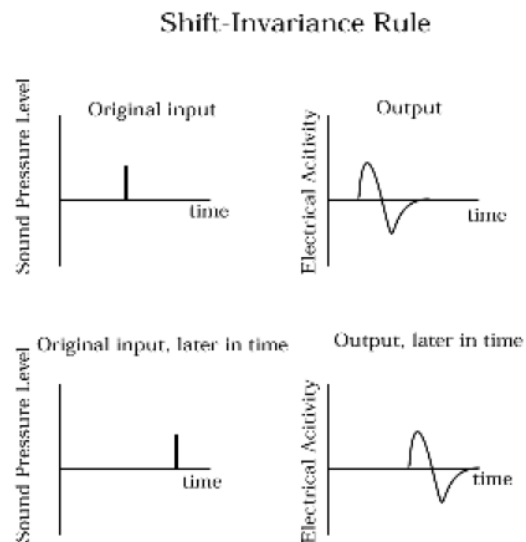 Shift-Invariance Rule
Sound Pressure Level
Original input
time
Electrical Acitivity
Output
time
Sound Pressure Level
Original input, later in time
time
Electrical Acitivity
Output, later in time
time